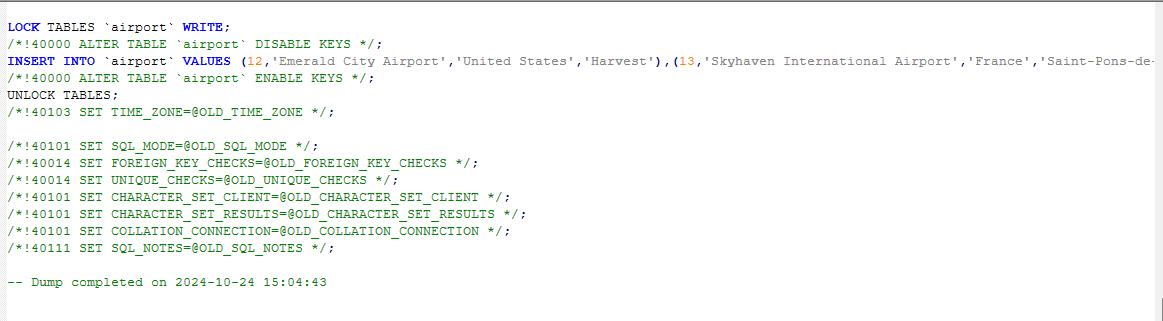 LOCK TABLES `airport` WRITE;
/*!40000 ALTER TABLE `airport` DISABLE KEYS */;
INSERT INTO `airport` VALUES (12,'Emerald City Airport','United States','Harvest'),(13,'Skyhaven International Airport','France','Saint-Pons-de-
/*!40000 ALTER TABLE `airport` ENABLE KEYS */;
UNLOCK TABLES;
/*!40103 SET TIME_ZONE=@OLD_TIME_ZONE */;
/*!40101 SET SQL_MODE=@OLD_SQL_MODE */;
/*!40014 SET FOREIGN_KEY_CHECKS=@OLD_FOREIGN_KEY_CHECKS */;
/*!40014 SET UNIQUE_CHECKS=@OLD_UNIQUE_CHECKS */;
/*!40101 SET CHARACTER_SET_CLIENT=@OLD_CHARACTER_SET_CLIENT */;
/*!40101 SET CHARACTER_SET_RESULTS=@OLD_CHARACTER_SET_RESULTS */;
/*!40101 SET COLLATION_CONNECTION=@OLD_COLLATION_CONNECTION */;
/*!40111 SET SQL_NOTES=@OLD_SQL_NOTES */;
-- Dump completed on 2024-10-24 15:04:43